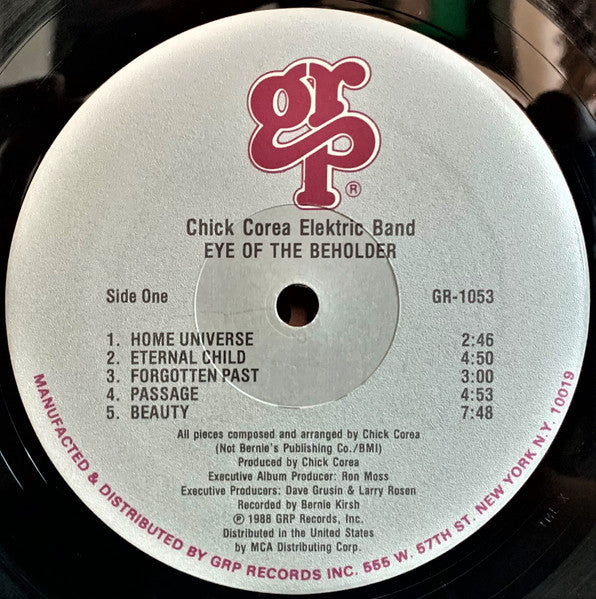 grp
®
Chick Corea Elektric Band
EYE OF THE BEHOLDER
Side One GR-1053
1. HOME UNIVERSE 2:46
2. ETERNAL CHILD 4:50
3. FORGOTTEN PAST 3:00
4. PASSAGE 4:53
5. BEAUTY 7:48
All pieces composed and arranged by Chick Corea
(Not Bernie's Publishing Co./BMI)
Produced by Chick Corea
Executive Album Producer: Ron Moss
Executive Producers: Dave Grusin & Larry Rosen
Recorded by Bernie Kirsh
℗ 1988 GRP Records, Inc.
Distributed in the United States
by MCA Distributing Corp.
MANUFACTED & DISTRIBUTED BY GRP RECORDS INC. 555 W. 57TH ST. NEW YORK N.Y. 10019